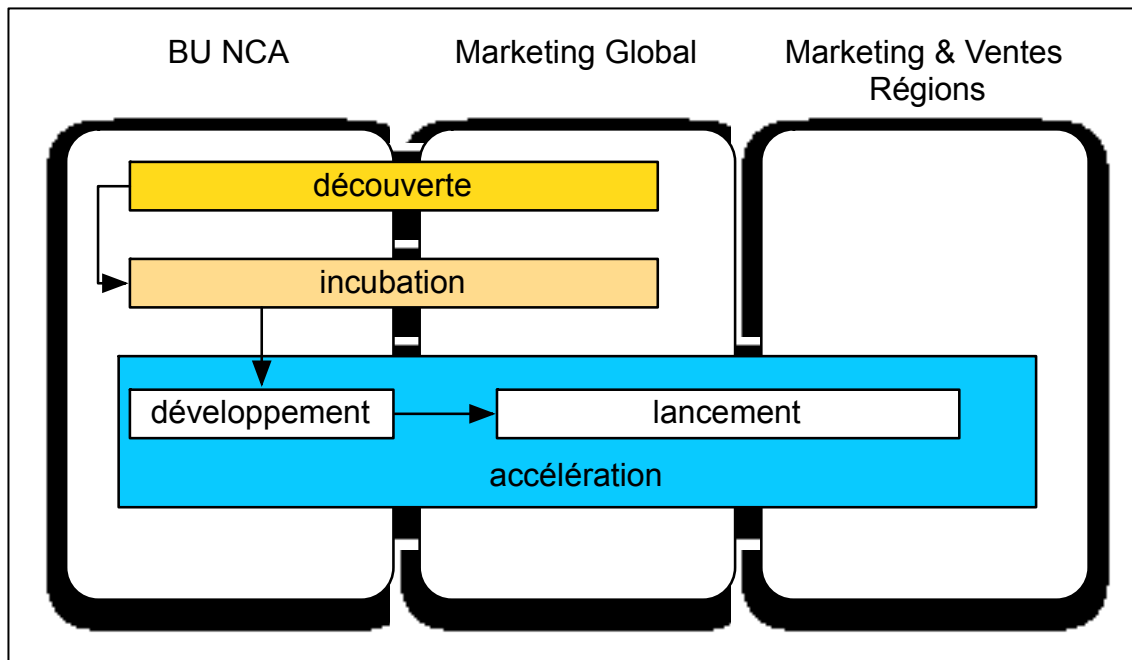 BU NCA
Marketing Global
Marketing & Ventes
Régions
découverte
incubation
développement
lancement
accélération